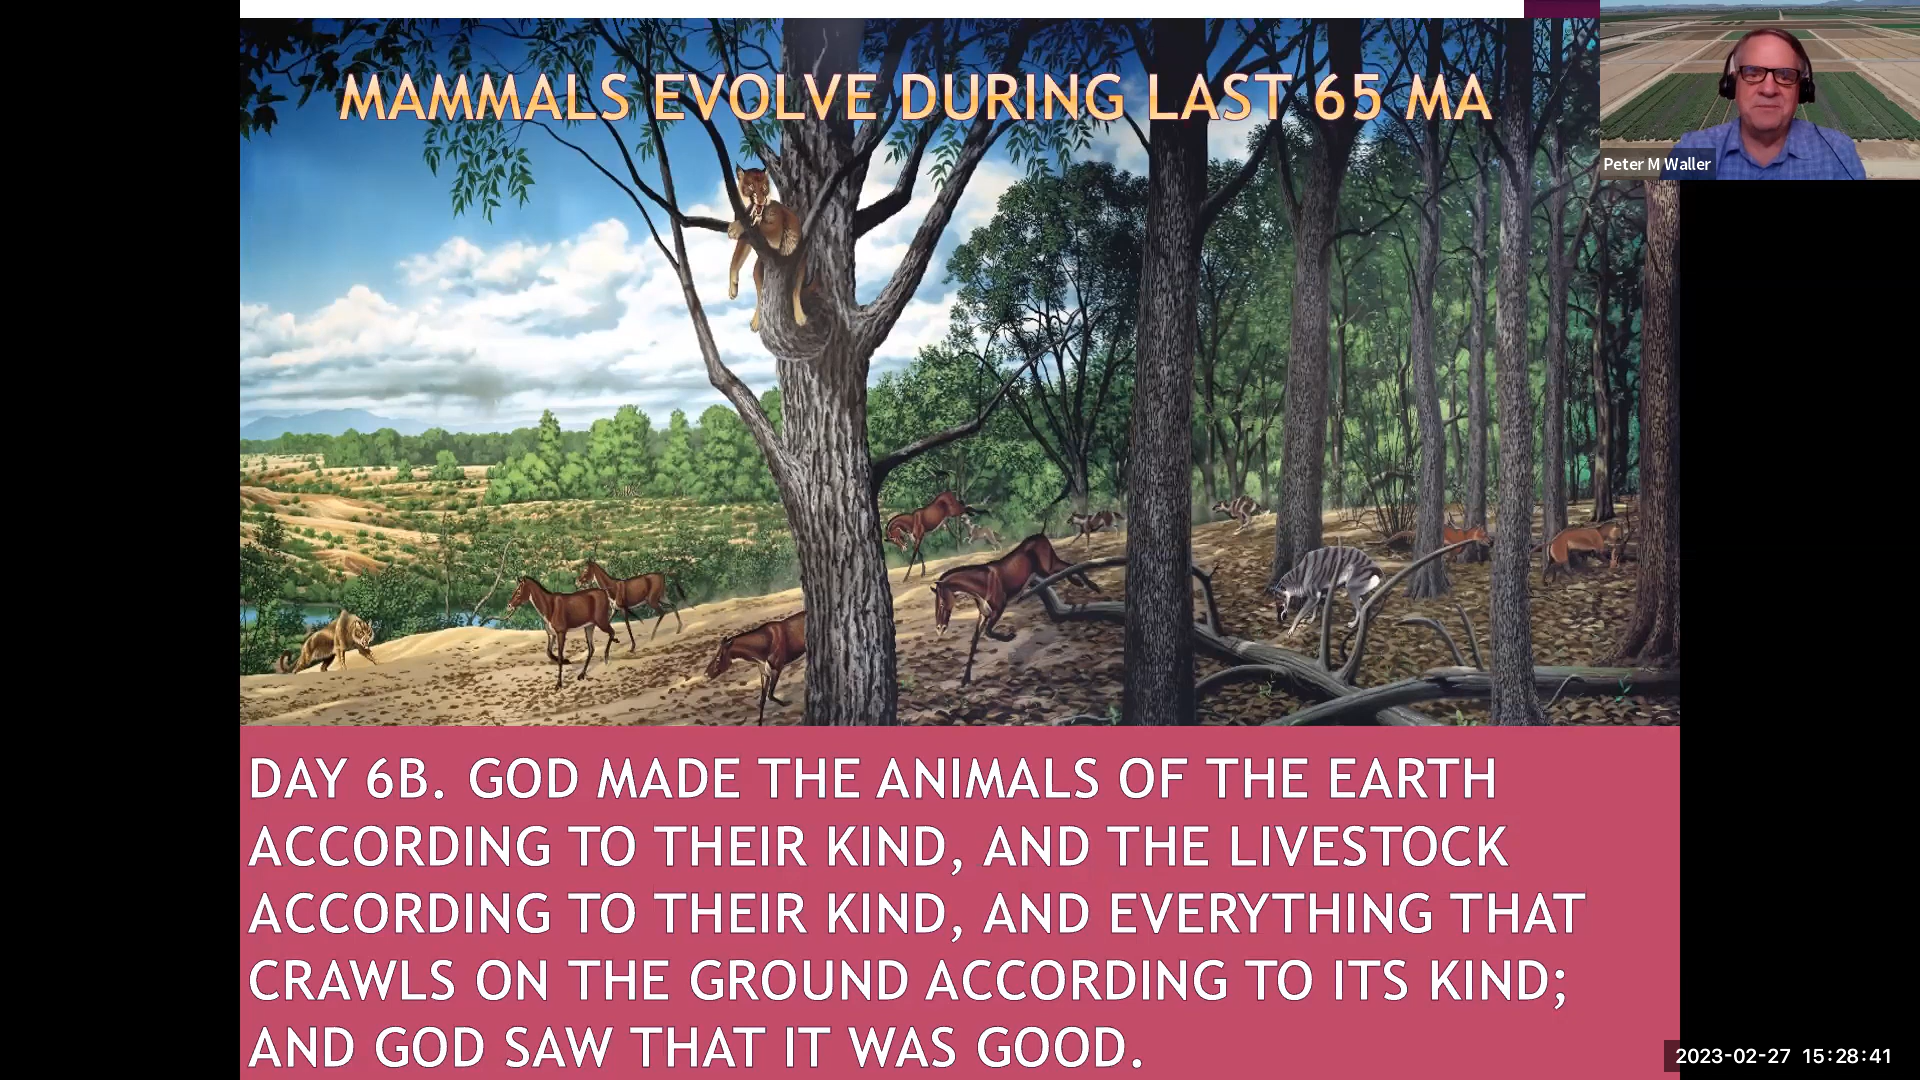 MAMMALS EVOLVE DURING LAST 65 MA
Peter M Waller
DAY 6B. GOD MADE THE ANIMALS OF THE EARTH
ACCORDING TO THEIR KIND, AND THE LIVESTOCK
ACCORDING TO THEIR KIND, AND EVERYTHING THAT
CRAWLS ON THE GROUND ACCORDING TO ITS KIND;
AND GOD SAW THAT IT WAS GOOD.
2023-02-27 15:28:41